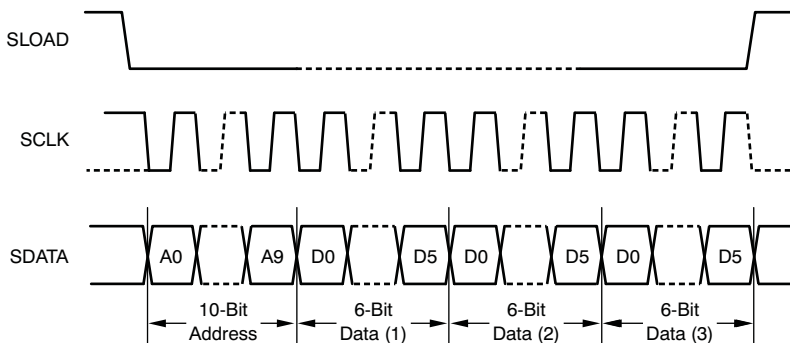 SLOAD
SCLK
SDATA
A0 A9 D0 D5 D0 D5 D0 D5
10-Bit 6-Bit 6-Bit 6-Bit
Address Data (1) Data (2) Data (3)